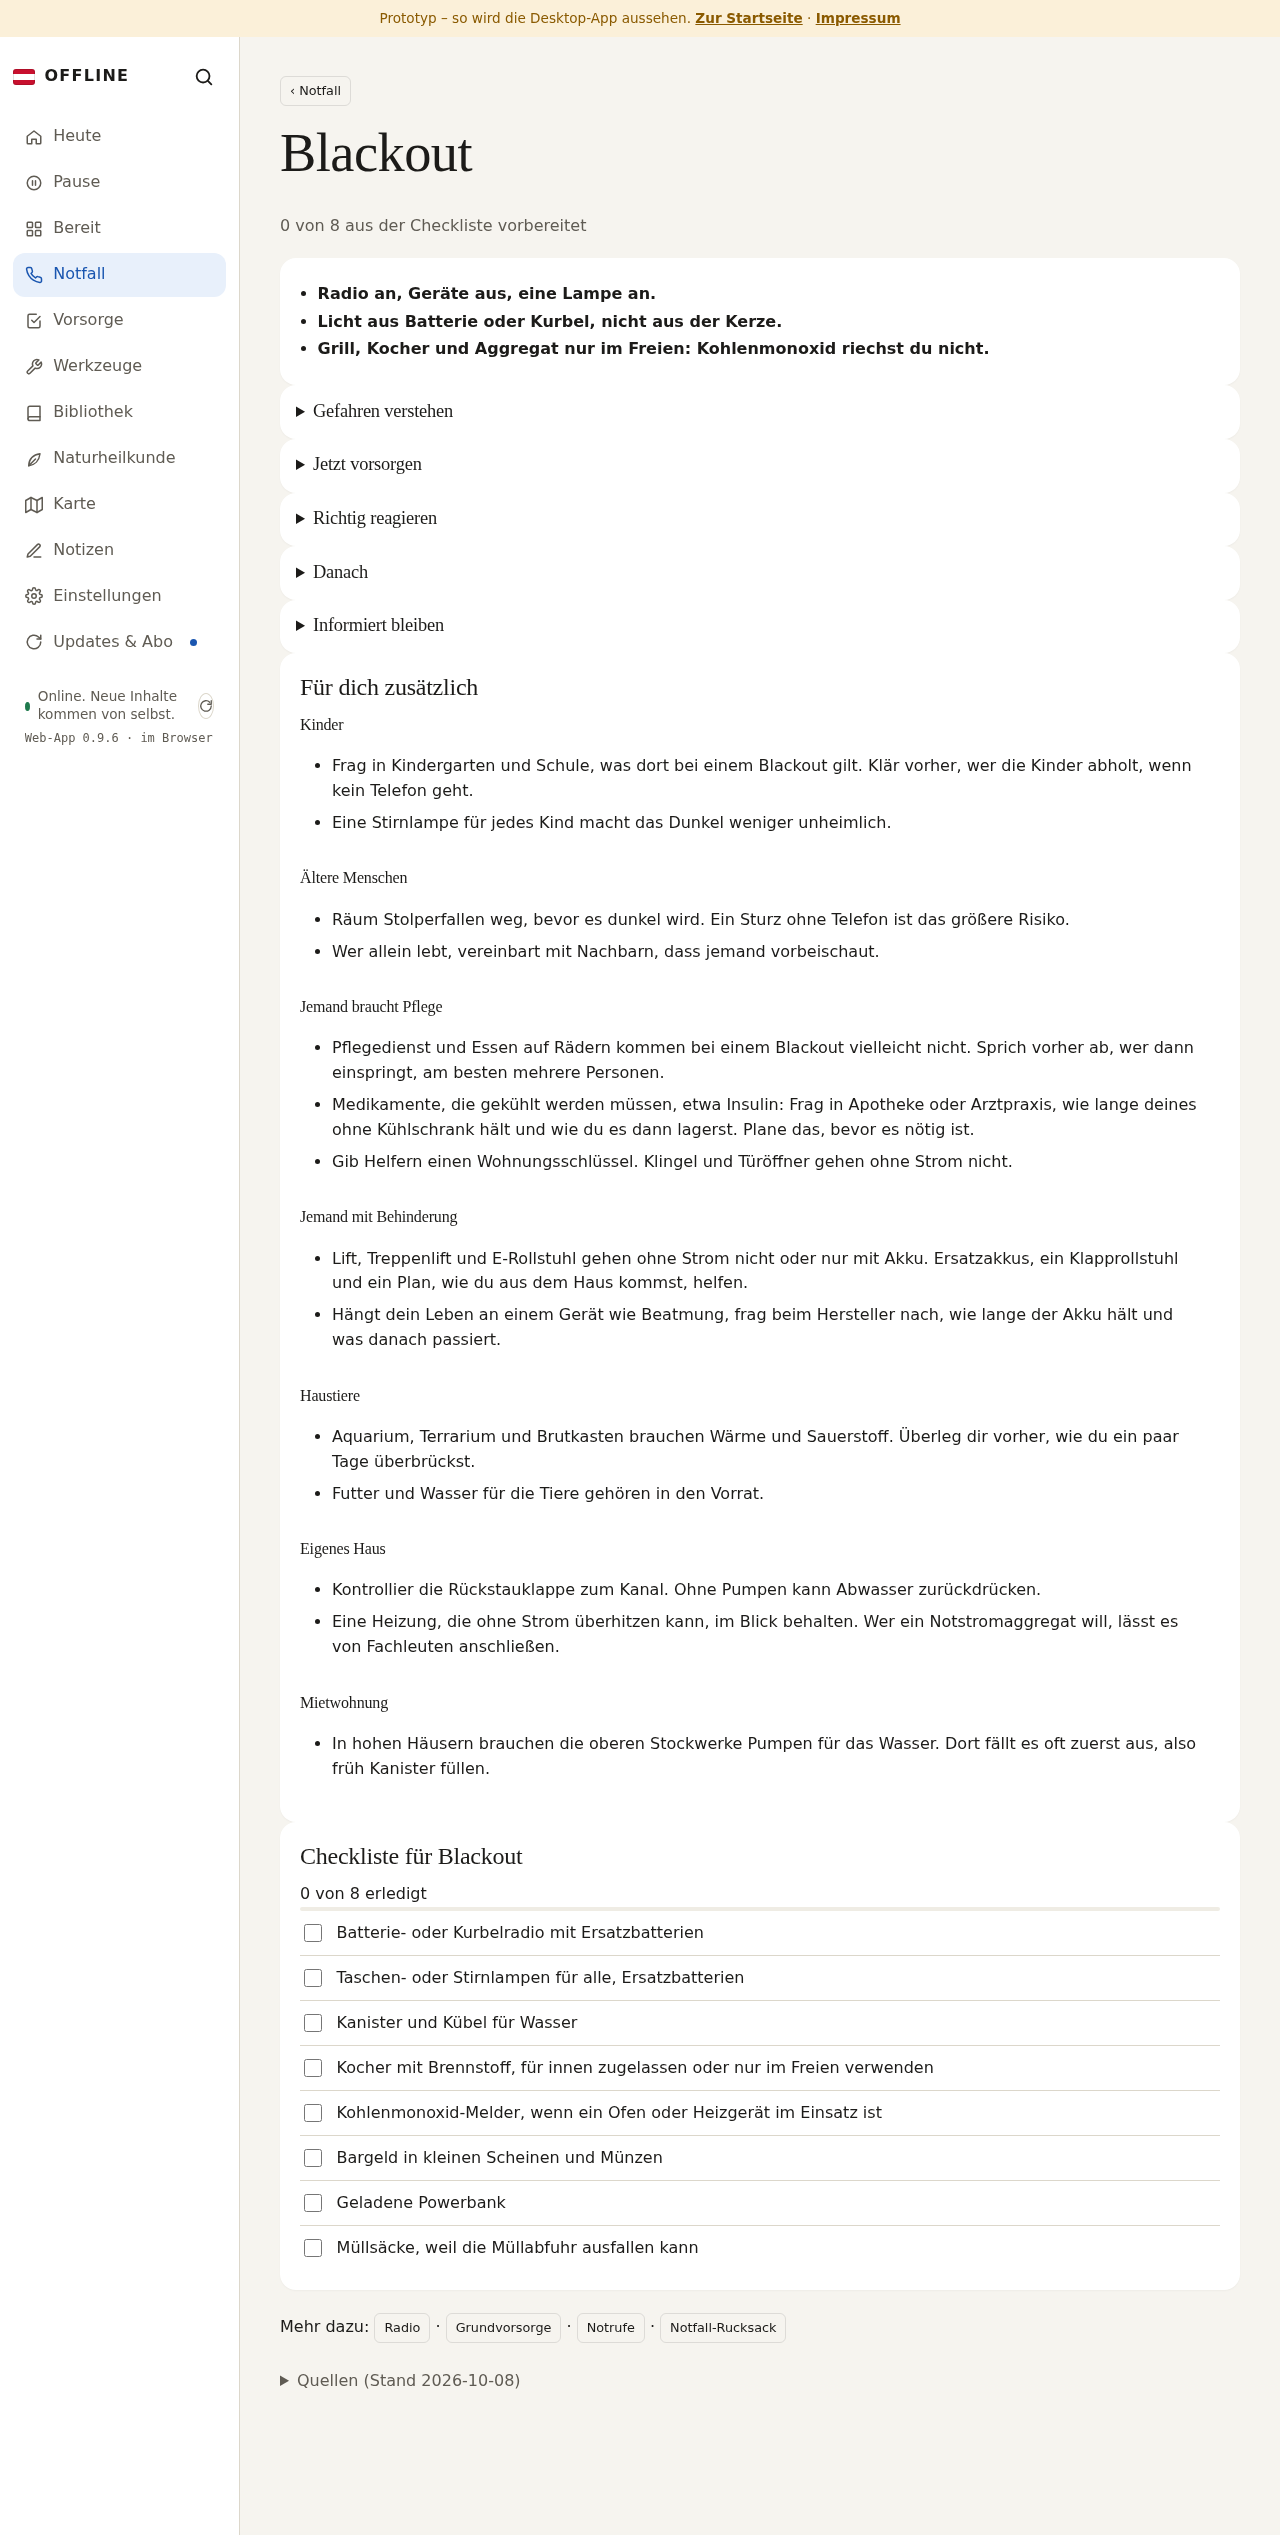 Prototyp – so wird die Desktop-App aussehen. Zur Startseite · Impressum
OFFLINE
Heute
Pause
Bereit
Notfall
Vorsorge
Werkzeuge
Bibliothek
Naturheilkunde
Karte
Notizen
Einstellungen
Updates & Abo
Online. Neue Inhalte
kommen von selbst.
Web-App 0.9.6 · im Browser
‹ Notfall
Blackout
0 von 8 aus der Checkliste vorbereitet
• Radio an, Geräte aus, eine Lampe an.
• Licht aus Batterie oder Kurbel, nicht aus der Kerze.
• Grill, Kocher und Aggregat nur im Freien: Kohlenmonoxid riechst du nicht.
Gefahren verstehen
Jetzt vorsorgen
Richtig reagieren
Danach
Informiert bleiben
Für dich zusätzlich
Kinder
• Frag in Kindergarten und Schule, was dort bei einem Blackout gilt. Klär vorher, wer die Kinder abholt, wenn
kein Telefon geht.
• Eine Stirnlampe für jedes Kind macht das Dunkel weniger unheimlich.
Ältere Menschen
• Räum Stolperfallen weg, bevor es dunkel wird. Ein Sturz ohne Telefon ist das größere Risiko.
• Wer allein lebt, vereinbart mit Nachbarn, dass jemand vorbeischaut.
Jemand braucht Pflege
• Pflegedienst und Essen auf Rädern kommen bei einem Blackout vielleicht nicht. Sprich vorher ab, wer dann
einspringt, am besten mehrere Personen.
• Medikamente, die gekühlt werden müssen, etwa Insulin: Frag in Apotheke oder Arztpraxis, wie lange deines
ohne Kühlschrank hält und wie du es dann lagerst. Plane das, bevor es nötig ist.
• Gib Helfern einen Wohnungsschlüssel. Klingel und Türöffner gehen ohne Strom nicht.
Jemand mit Behinderung
• Lift, Treppenlift und E-Rollstuhl gehen ohne Strom nicht oder nur mit Akku. Ersatzakkus, ein Klapprollstuhl
und ein Plan, wie du aus dem Haus kommst, helfen.
• Hängt dein Leben an einem Gerät wie Beatmung, frag beim Hersteller nach, wie lange der Akku hält und
was danach passiert.
Haustiere
• Aquarium, Terrarium und Brutkasten brauchen Wärme und Sauerstoff. Überleg dir vorher, wie du ein paar
Tage überbrückst.
• Futter und Wasser für die Tiere gehören in den Vorrat.
Eigenes Haus
• Kontrollier die Rückstauklappe zum Kanal. Ohne Pumpen kann Abwasser zurückdrücken.
• Eine Heizung, die ohne Strom überhitzen kann, im Blick behalten. Wer ein Notstromaggregat will, lässt es
von Fachleuten anschließen.
Mietwohnung
• In hohen Häusern brauchen die oberen Stockwerke Pumpen für das Wasser. Dort fällt es oft zuerst aus, also
früh Kanister füllen.
Checkliste für Blackout
0 von 8 erledigt
Batterie- oder Kurbelradio mit Ersatzbatterien
Taschen- oder Stirnlampen für alle, Ersatzbatterien
Kanister und Kübel für Wasser
Kocher mit Brennstoff, für innen zugelassen oder nur im Freien verwenden
Kohlenmonoxid-Melder, wenn ein Ofen oder Heizgerät im Einsatz ist
Bargeld in kleinen Scheinen und Münzen
Geladene Powerbank
Müllsäcke, weil die Müllabfuhr ausfallen kann
Mehr dazu: Radio · Grundvorsorge · Notrufe · Notfall-Rucksack
Quellen (Stand 2026-10-08)